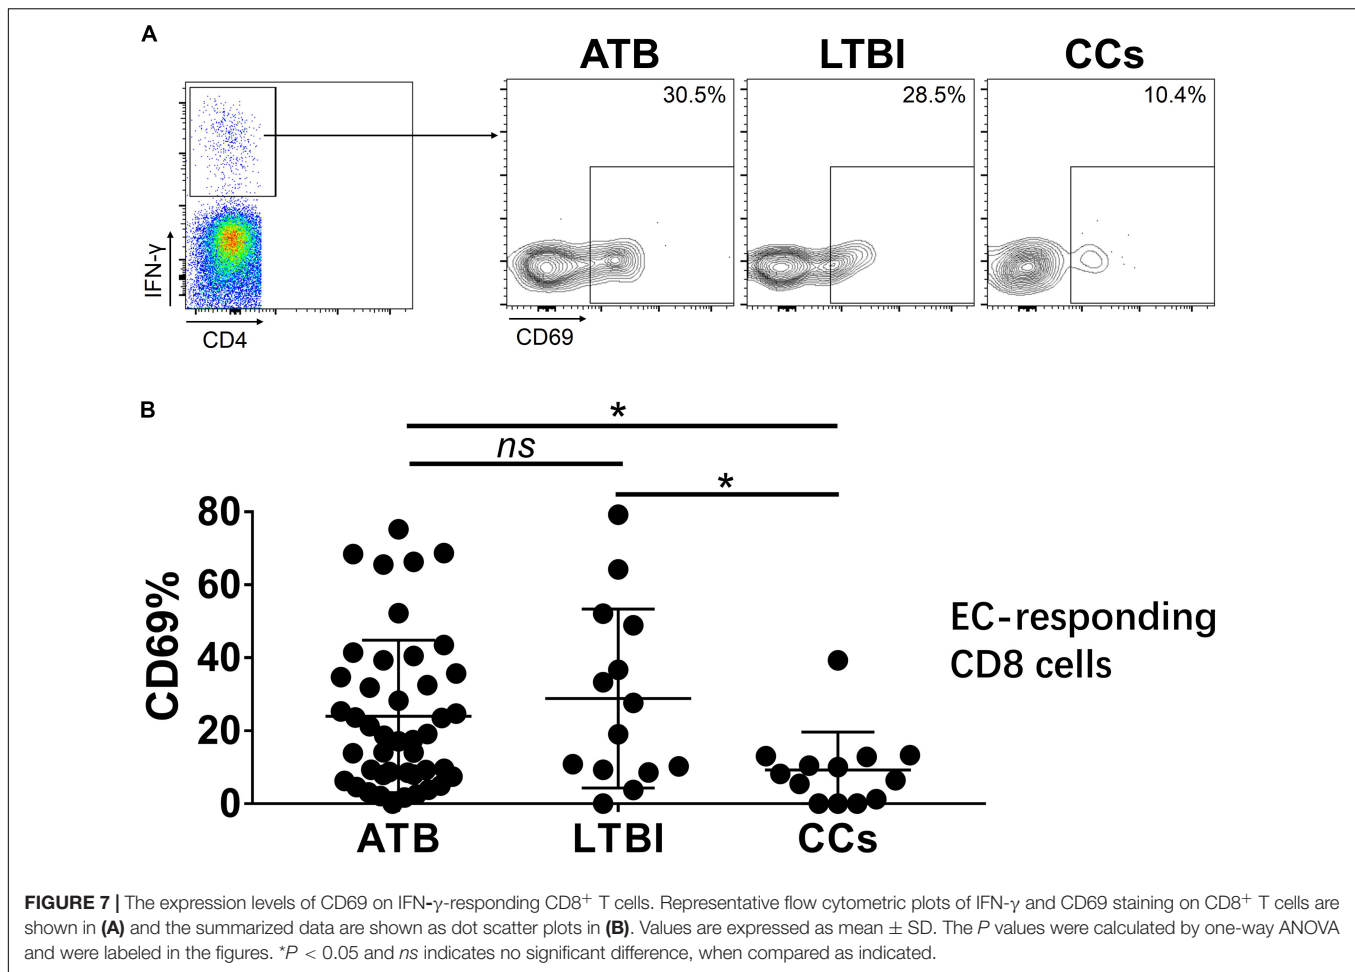 A
ATB LTBI CCs
30.5% 28.5% 10.4%
IFN-γ
CD4
CD69
B
*
ns
*
80
60
40
20
0
CD69%
EC-responding
CD8 cells
ATB LTBI CCs
FIGURE 7 | The expression levels of CD69 on IFN-γ-responding CD8+ T cells. Representative flow cytometric plots of IFN-γ and CD69 staining on CD8+ T cells are
shown in (A) and the summarized data are shown as dot scatter plots in (B). Values are expressed as mean ± SD. The P values were calculated by one-way ANOVA
and were labeled in the figures. *P < 0.05 and ns indicates no significant difference, when compared as indicated.